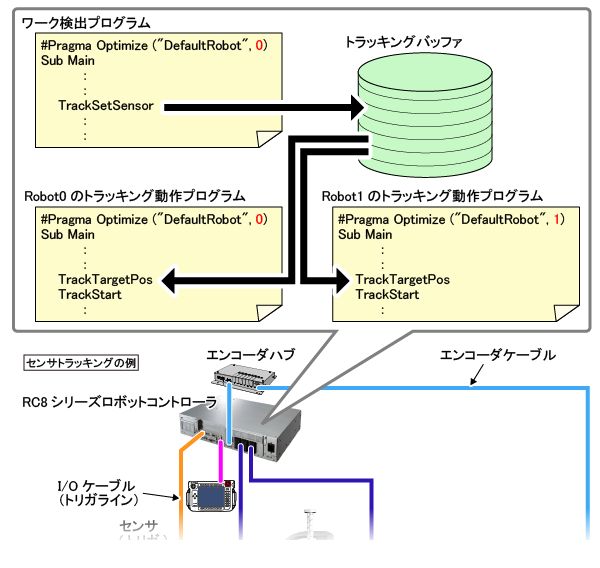 ワーク検出プログラム
#Pragma Optimize ("DefaultRobot", 0)
Sub Main
:
:
TrackSetSensor
:
:
トラッキングバッファ
Robot0 のトラッキング動作プログラム
#Pragma Optimize ("DefaultRobot", 0)
Sub Main
:
:
TrackTargetPos
TrackStart
:
Robot1 のトラッキング動作プログラム
#Pragma Optimize ("DefaultRobot", 1)
Sub Main
:
:
TrackTargetPos
TrackStart
:
センサトラッキングの例
エンコーダハブ
エンコーダケーブル
RC8 シリーズロボットコントローラ
I/O ケーブル
(トリガライン)
センサ
(トリガ)